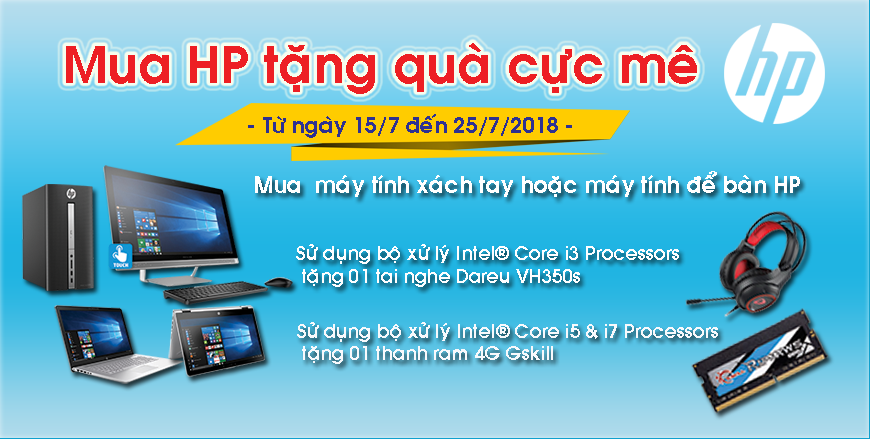 Mua HP tặng quà cực mê
hp
- Từ ngày 15/7 đến 25/7/2018 -
Mua máy tính xách tay hoặc máy tính để bàn HP
hp
TOUCH
Sử dụng bộ xử lý Intel® Core i3 Processors
tặng 01 tai nghe Dareu VH350s
Sử dụng bộ xử lý Intel® Core i5 & i7 Processors
tặng 01 thanh ram 4G Gskill